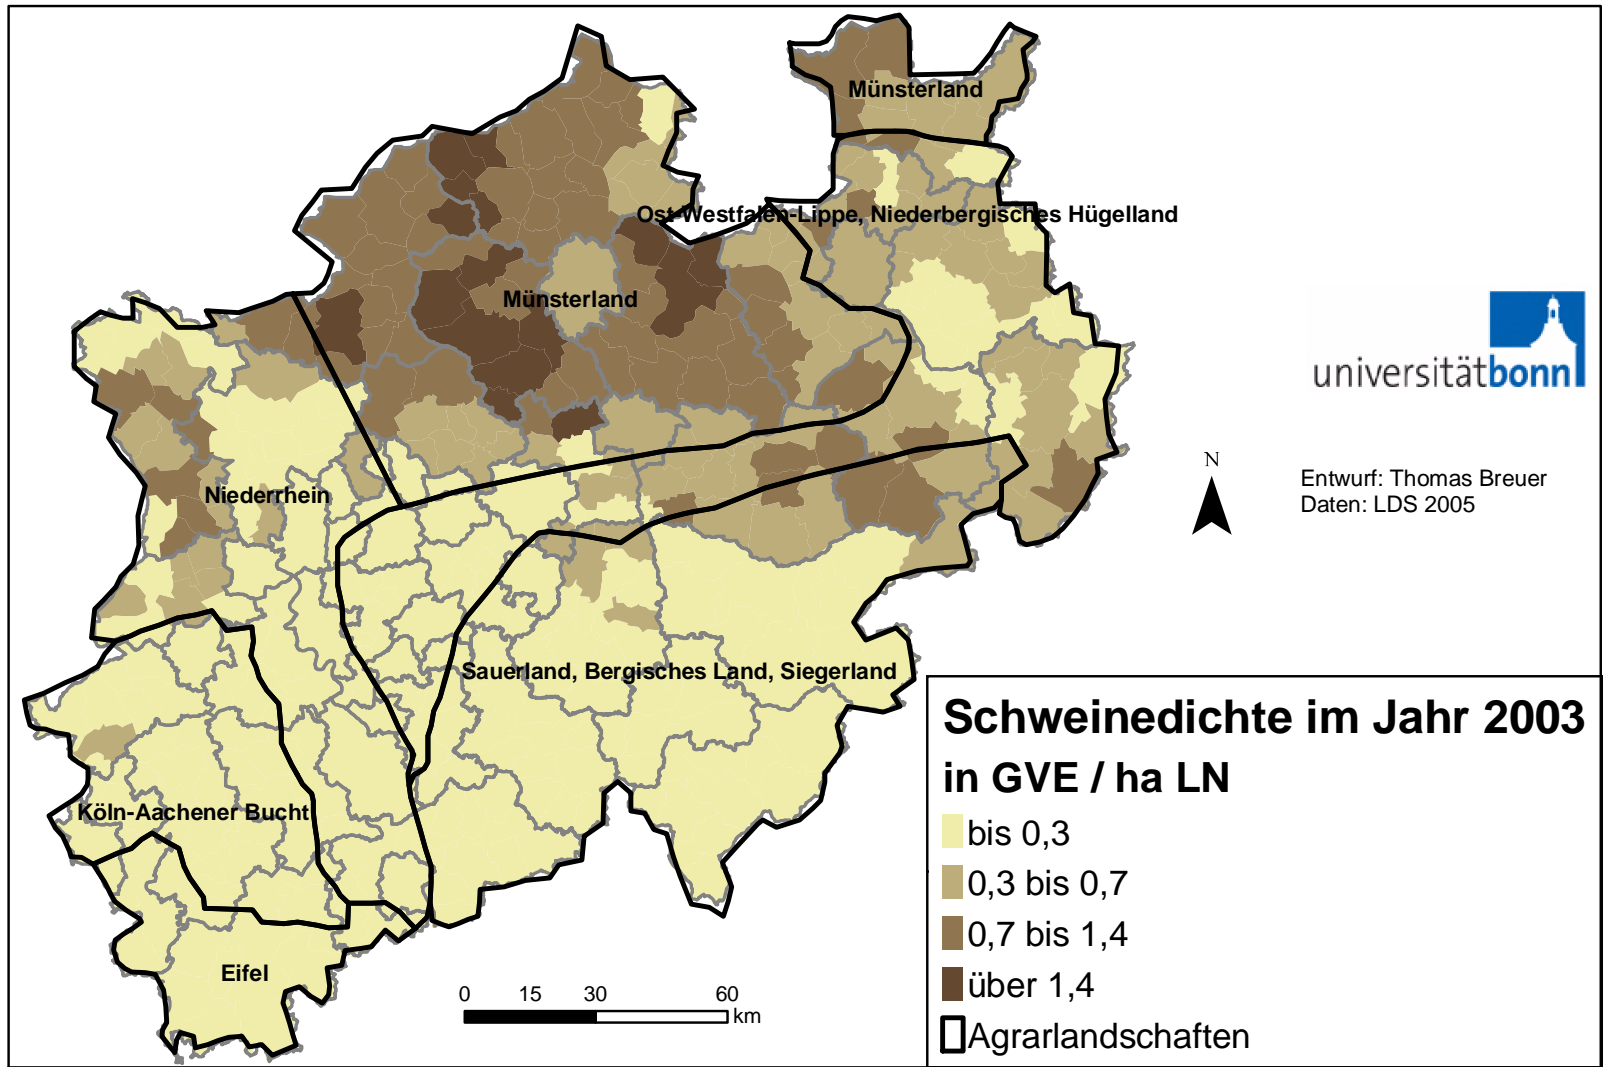 Münsterland
Ost-Westfalen-Lippe, Niederbergisches Hügelland
Münsterland
universitätbonn
Niederrhein
N
Entwurf: Thomas Breuer
Daten: LDS 2005
Sauerland, Bergisches Land, Siegerland
Köln-Aachener Bucht
Eifel
0 15 30 60
km
Schweinedichte im Jahr 2003
in GVE / ha LN
bis 0,3
0,3 bis 0,7
0,7 bis 1,4
über 1,4
Agrarlandschaften